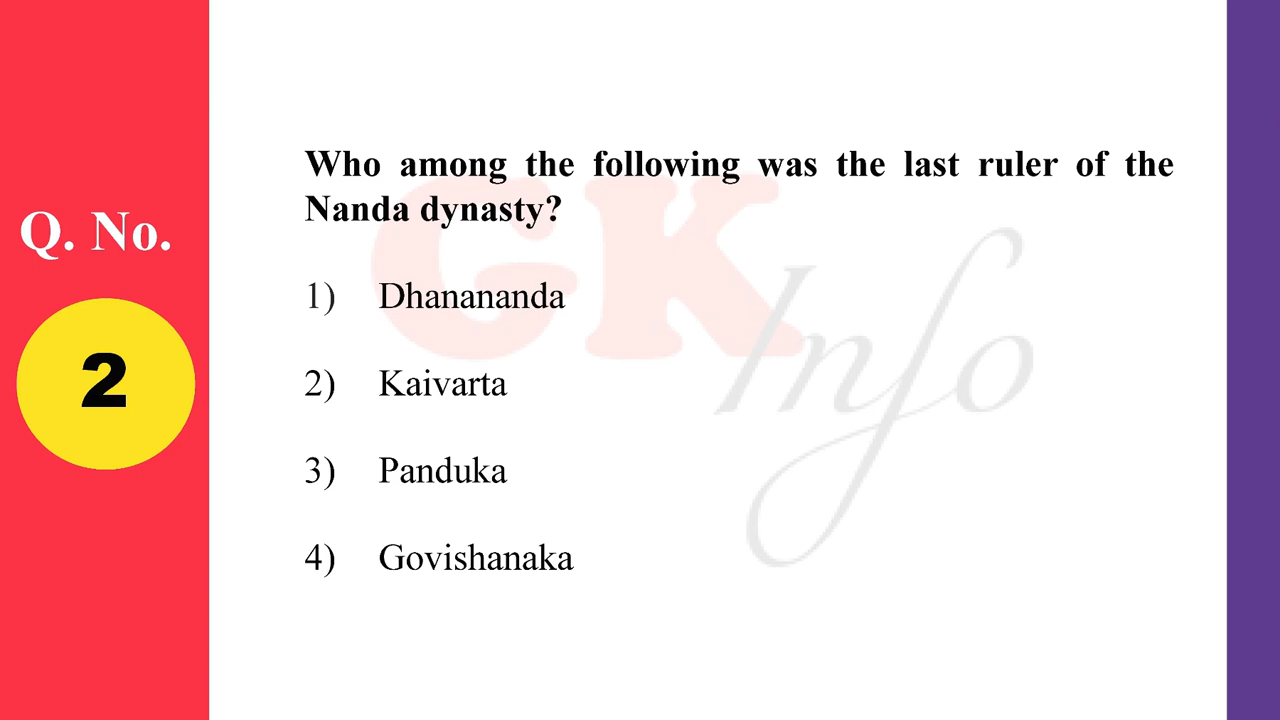 Q. No.
2
Who among the following was the last ruler of the
Nanda dynasty?
1) Dhanananda
2) Kaivarta
3) Panduka
4) Govishanaka
GK
Info